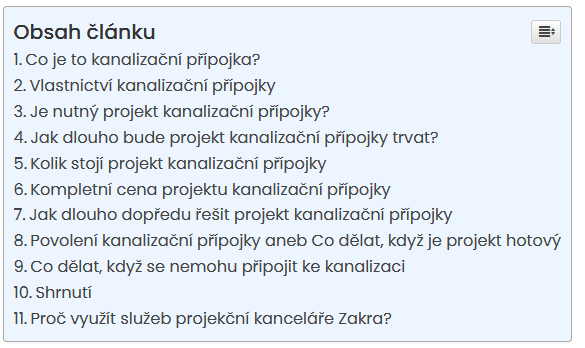 Obsah článku
1. Co je to kanalizační přípojka?
2. Vlastnictví kanalizační přípojky
3. Je nutný projekt kanalizační přípojky?
4. Jak dlouho bude projekt kanalizační přípojky trvat?
5. Kolik stojí projekt kanalizační přípojky
6. Kompletní cena projektu kanalizační přípojky
7. Jak dlouho dopředu řešit projekt kanalizační přípojky
8. Povolení kanalizační přípojky aneb Co dělat, když je projekt hotový
9. Co dělat, když se nemohu připojit ke kanalizaci
10. Shrnutí
11. Proč využít služeb projekční kanceláře Zakra?